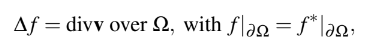 Δf = divv over Ω, with f|∂Ω = f*|∂Ω,